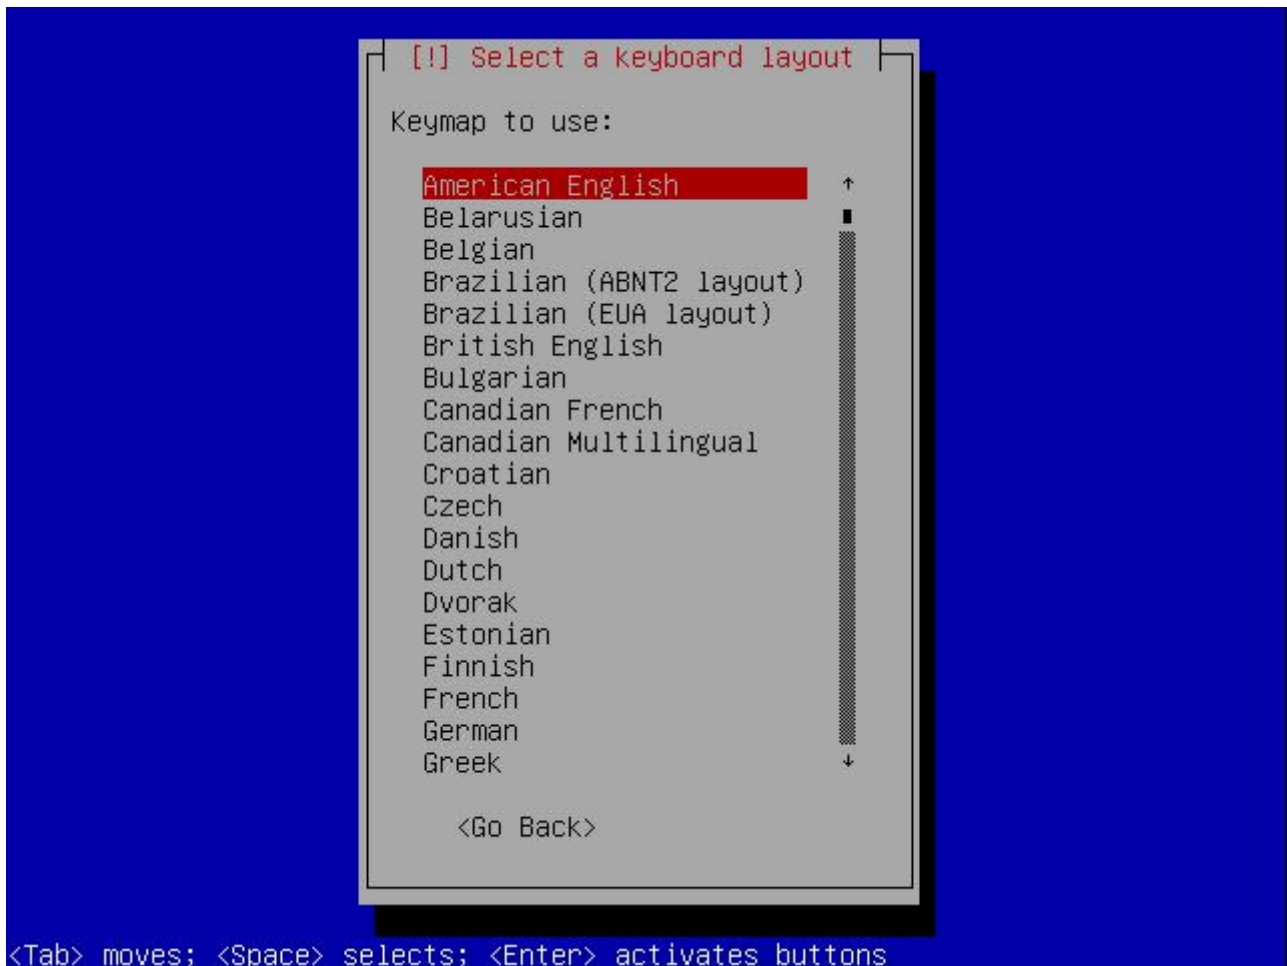 [!] Select a keyboard layout
Keymap to use:
American English
Belarusian
Belgian
Brazilian (ABNT2 layout)
Brazilian (EUA layout)
British English
Bulgarian
Canadian French
Canadian Multilingual
Croatian
Czech
Danish
Dutch
Dvorak
Estonian
Finnish
French
German
Greek
<Go Back>
<Tab> moves; <Space> selects; <Enter> activates buttons